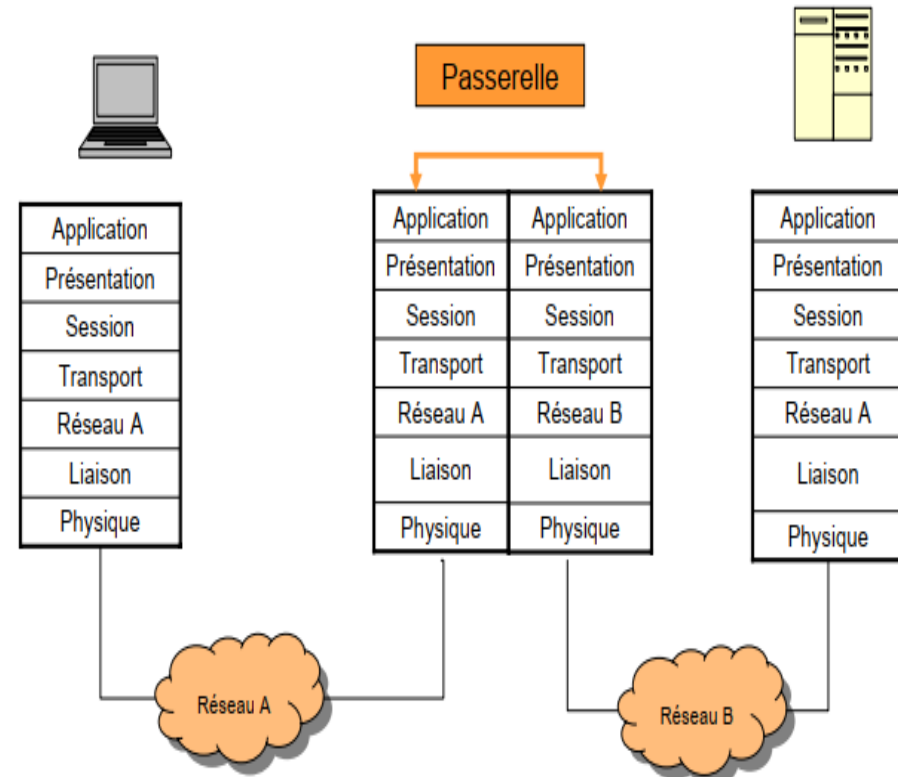 Passerelle
Application
Présentation
Session
Transport
Réseau A
Liaison
Physique
Application
Présentation
Session
Transport
Réseau A
Liaison
Physique
Application
Présentation
Session
Transport
Réseau B
Liaison
Physique
Application
Présentation
Session
Transport
Réseau A
Liaison
Physique
Réseau A
Réseau B